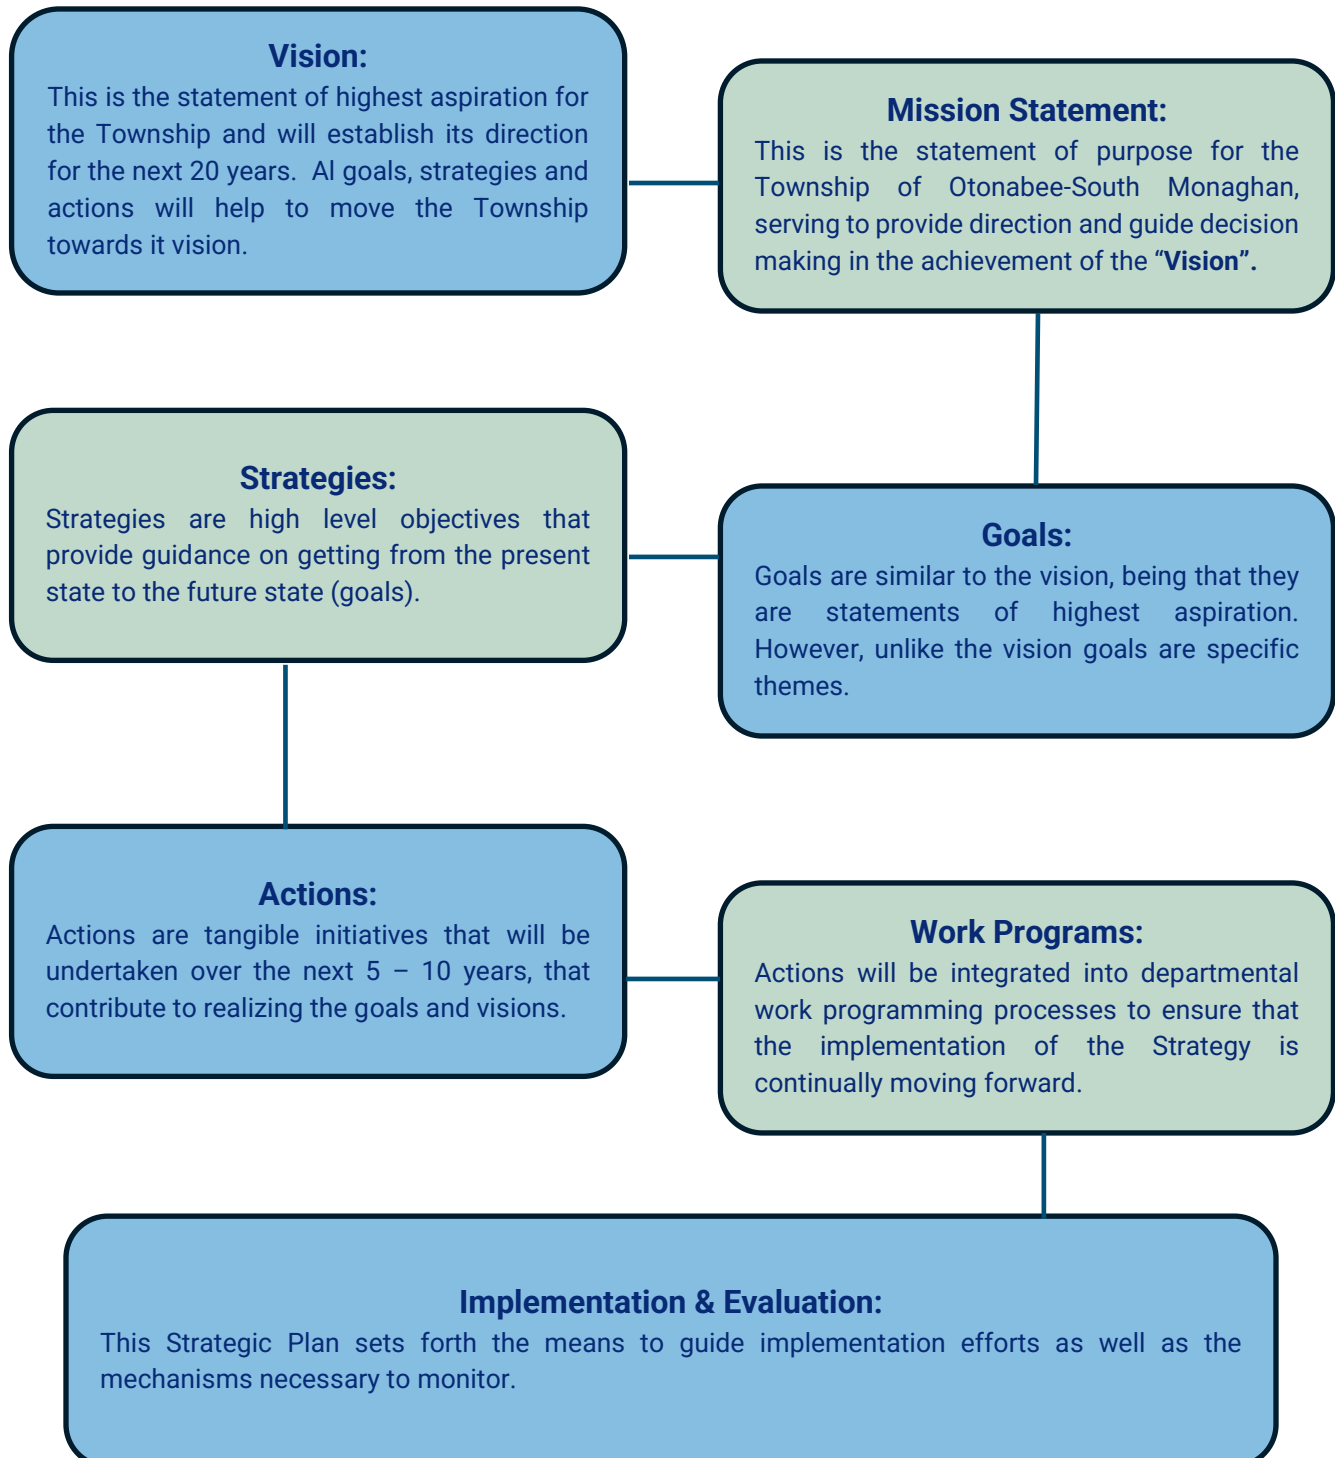 Vision:
This is the statement of highest aspiration for
the Township and will establish its direction
for the next 20 years.  Al goals, strategies and
actions will help to move the Township
towards it vision.
Mission Statement:
This is the statement of purpose for the
Township of Otonabee-South Monaghan,
serving to provide direction and guide decision
making in the achievement of the “Vision”.
Strategies:
Strategies are high level objectives that
provide guidance on getting from the present
state to the future state (goals).
Goals:
Goals are similar to the vision, being that they
are statements of highest aspiration.
However, unlike the vision goals are specific
themes.
Actions:
Actions are tangible initiatives that will be
undertaken over the next 5 – 10 years, that
contribute to realizing the goals and visions.
Work Programs:
Actions will be integrated into departmental
work programming processes to ensure that
the implementation of the Strategy is
continually moving forward.
Implementation & Evaluation:
This Strategic Plan sets forth the means to guide implementation efforts as well as the
mechanisms necessary to monitor.